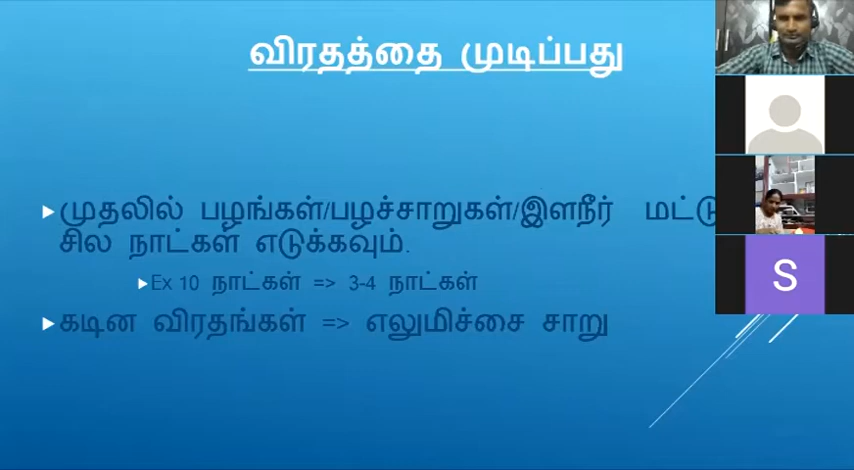 விரதத்தை முடிப்பது
முதலில் பழங்கள்/பழச்சாறுகள்/இளநீர்
சில நாட்கள் எடுக்கவும்.
Ex 10 நாட்கள் => 3-4 நாட்கள்
கடின விரதங்கள் => எலுமிச்சை சாறு
S